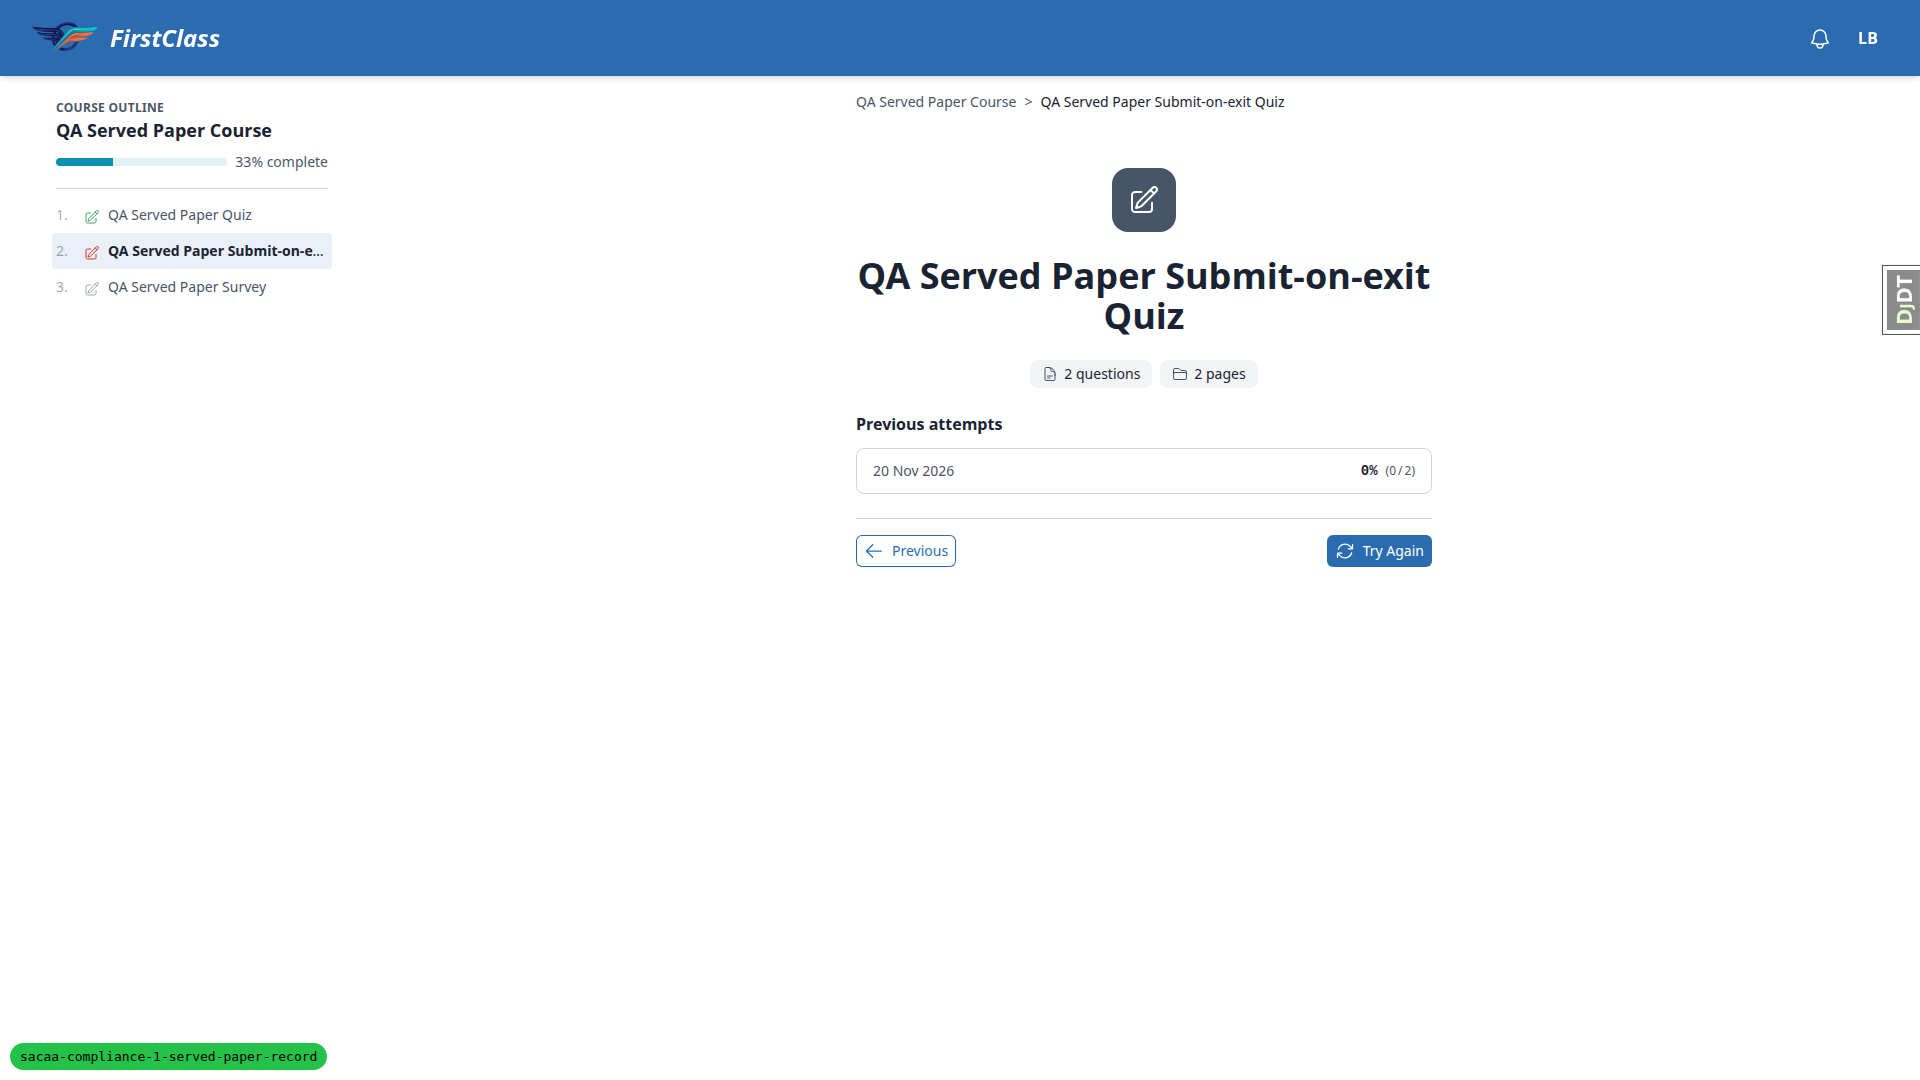 FirstClass
LB
COURSE OUTLINE
QA Served Paper Course
33% complete
1. QA Served Paper Quiz
2. QA Served Paper Submit-on-e...
3. QA Served Paper Survey
QA Served Paper Course > QA Served Paper Submit-on-exit Quiz
QA Served Paper Submit-on-exit
Quiz
2 questions
2 pages
Previous attempts
20 Nov 2026
0% (0 / 2)
Previous
Try Again
DjDT
sacaa-compliance-1-served-paper-record